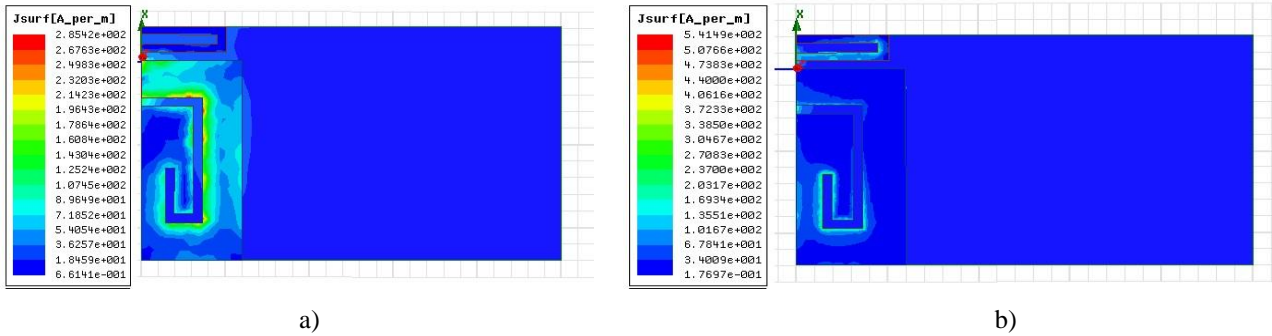 Jsurf[A_per_m]
2.8542e+002
2.6763e+002
2.4983e+002
2.3203e+002
2.1423e+002
1.9643e+002
1.7864e+002
1.6084e+002
1.4304e+002
1.2524e+002
1.0745e+002
8.9649e+001
7.1852e+001
5.4054e+001
3.6257e+001
1.8459e+001
6.6141e-001
X
a)
Jsurf[A_per_m]
5.4149e+002
5.0766e+002
4.7383e+002
4.4000e+002
4.0616e+002
3.7233e+002
3.3850e+002
3.0467e+002
2.7083e+002
2.3700e+002
2.0317e+002
1.6934e+002
1.3551e+002
1.0167e+002
6.7841e+001
3.4009e+001
1.7697e-001
X
b)